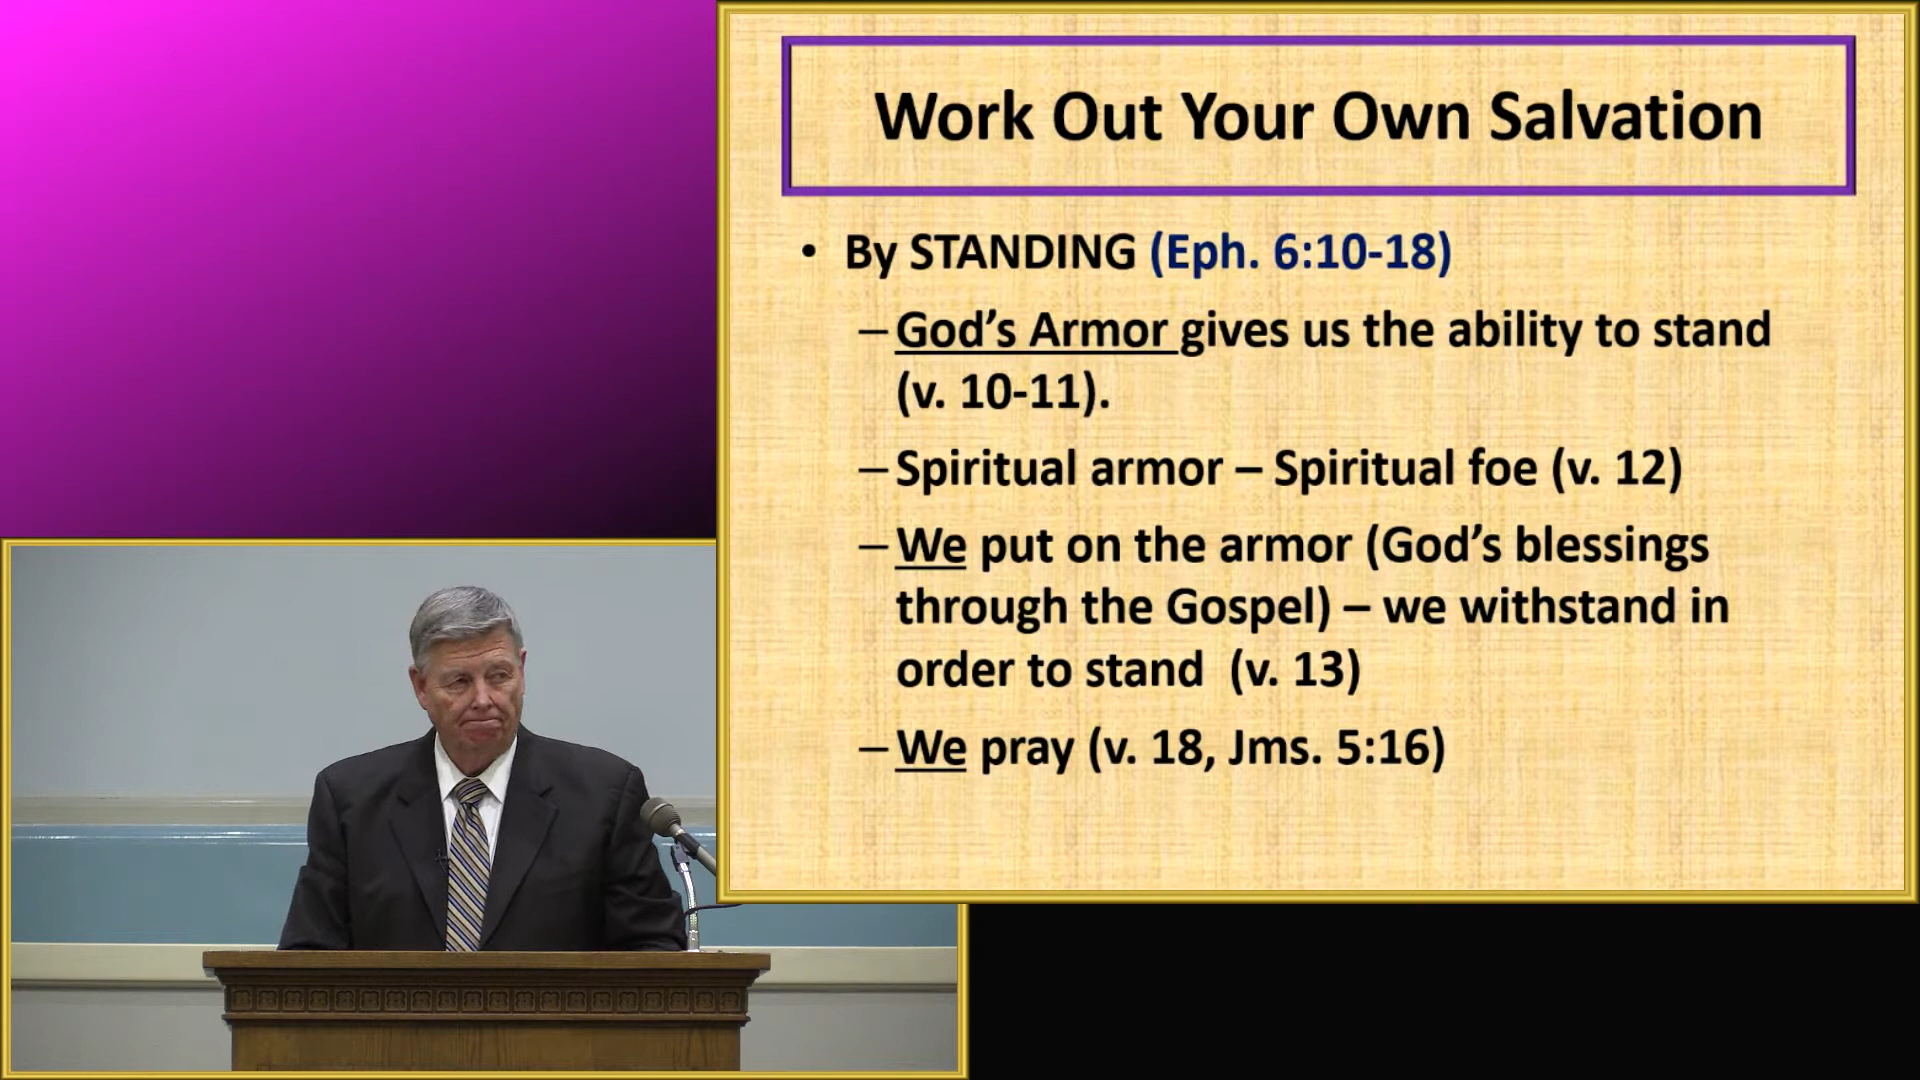 Work Out Your Own Salvation
• By STANDING (Eph. 6:10-18)
–God's Armor gives us the ability to stand
(v. 10-11).
–Spiritual armor – Spiritual foe (v. 12)
–We put on the armor (God's blessings
through the Gospel) – we withstand in
order to stand (v. 13)
–We pray (v. 18, Jms. 5:16)